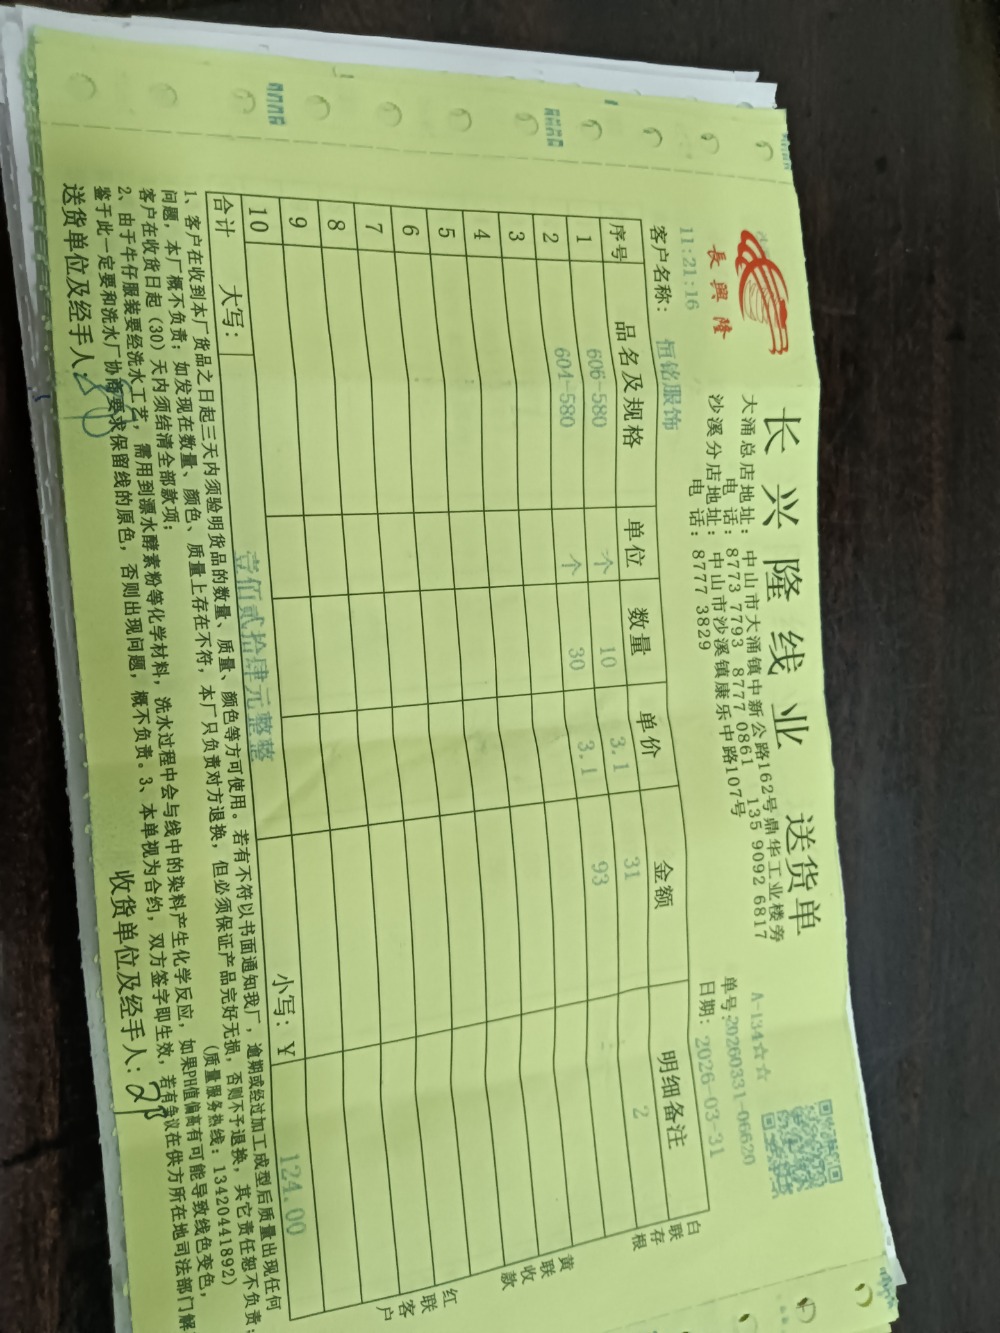 長興隆
长兴隆线业 送货单
大涌总店地址：中山市大涌镇中新公路162号鼎华工业楼旁
电话：8773 7793 8777 0861 135 9092 6817
沙溪分店地址：中山市沙溪镇康乐中路107号
电话：8777 3829
A-134☆☆
单号:20260331-06620
日期：2026-03-31
11:21:16
客户名称：恒铭服饰
序号 品名及规格 单位 数量 单价 金额 明细备注
1 606-580 个 10 3.1 31 2
2 604-580 个 30 3.1 93
3
4
5
6
7
8
9
10
合计 大写：壹佰贰拾肆元整整 小写：¥ 124.00
白联存根
黄联收款
红联客户
1、客户在收到本厂货品之日起三天内须验明货品的数量、质量、颜色等方可使用。若有不符以书面通知我厂，逾期或经过加工成型后质量出现任何
问题，本厂概不负责；如发现在数量、颜色、质量上存在不符，本厂只负责对方退换，但必须保证产品完好无损，否则不予退换，其它责任恕不负责；
客户在收货日起（30）天内须结清全部款项； (质量服务热线：13420441892)
2、由于牛仔服装要经洗水工艺，需用到漂水酵素粉等化学材料，洗水过程中会与线中的染料产生化学反应，如果PH值偏高有可能导致线色变色，
鉴于此一定要和洗水厂协商要求保留线的原色，否则出现问题，概不负责。3、本单视为合约，双方签字即生效，若有争议在供方所在地司法部门解
送货单位及经手人： 收货单位及经手人：